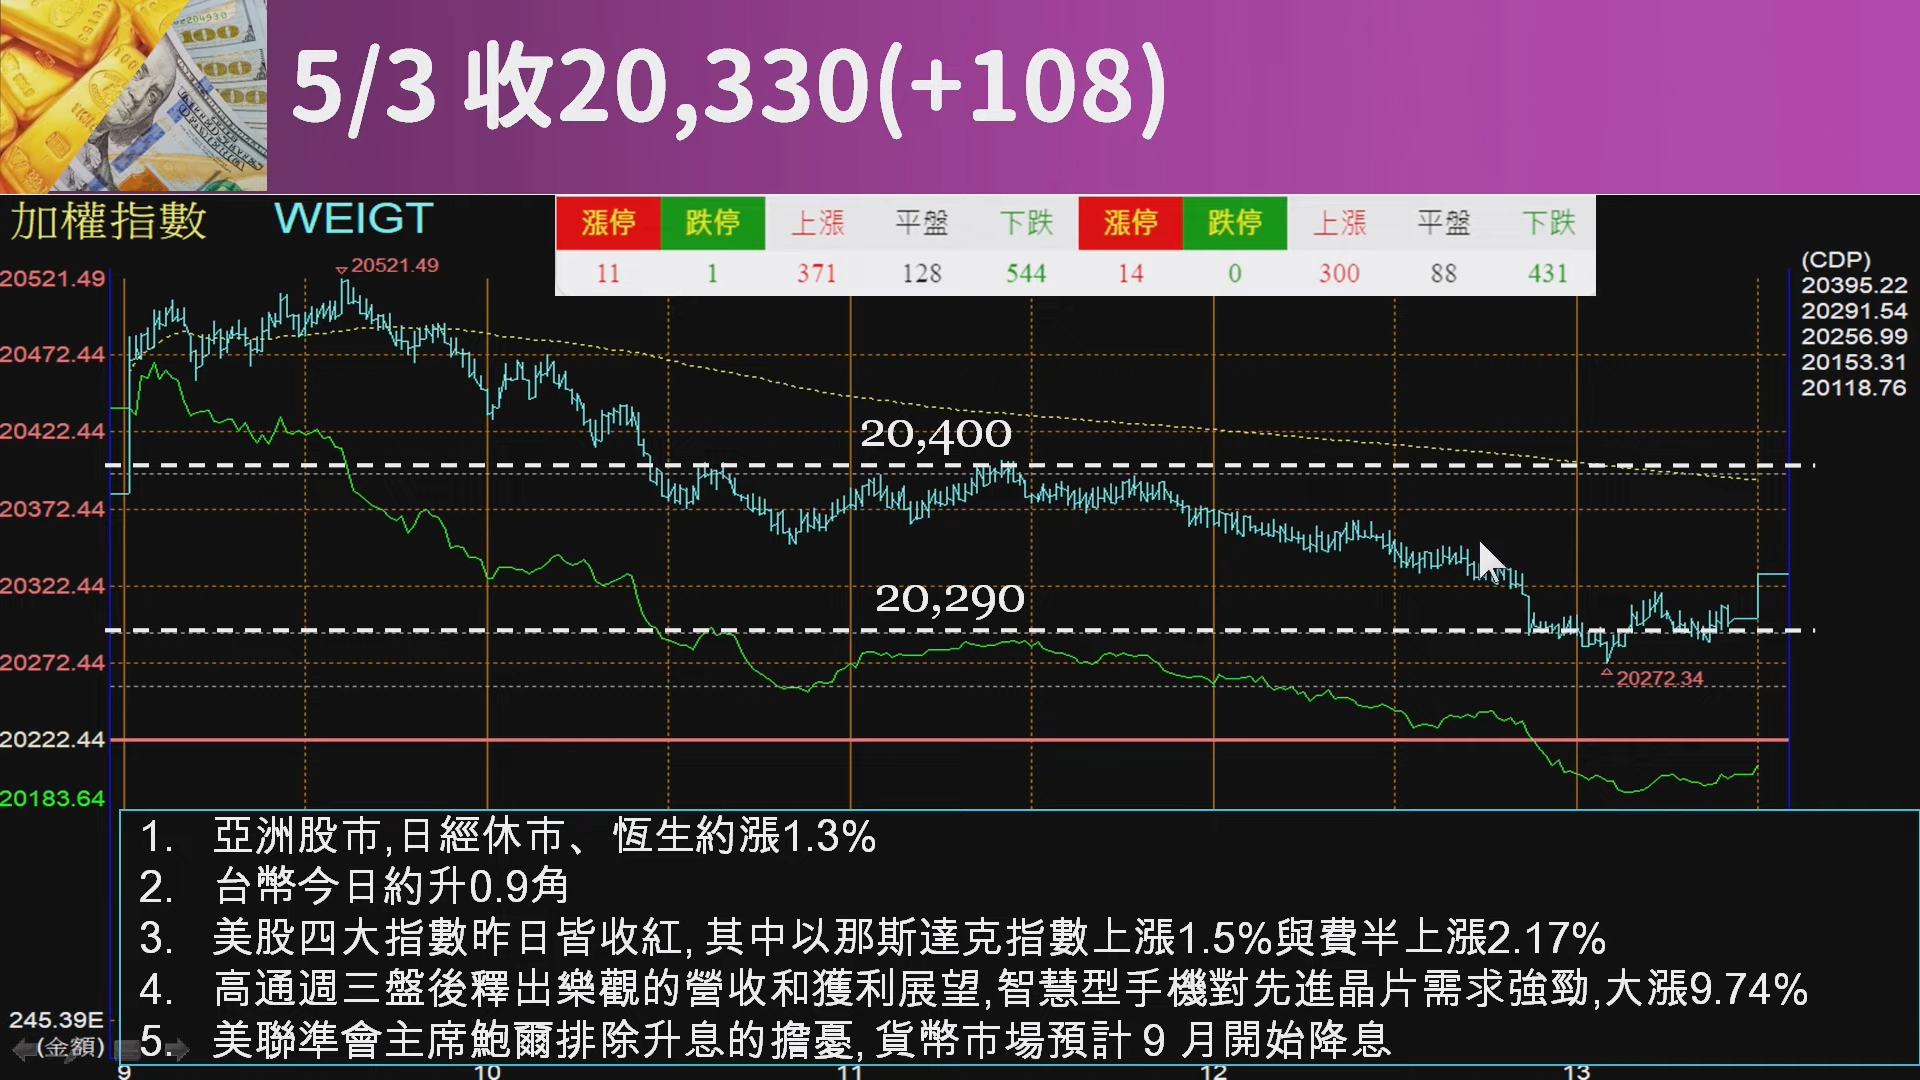 5/3 收20,330(+108)
加權指數 WEIGT
漲停 跌停 上漲 平盤 下跌 漲停 跌停 上漲 平盤 下跌
11 1 371 128 544 14 0 300 88 431
(CDP)
20395.22
20291.54
20256.99
20153.31
20118.76
20521.49
20521.49
20472.44
20422.44
20,400
20372.44
20322.44
20,290
20272.44
20272.34
20222.44
20183.64
1. 亞洲股市,日經休市、恆生約漲1.3%
2. 台幣今日約升0.9角
3. 美股四大指數昨日皆收紅, 其中以那斯達克指數上漲1.5%與費半上漲2.17%
4. 高通週三盤後釋出樂觀的營收和獲利展望,智慧型手機對先進晶片需求強勁,大漲9.74%
5. 美聯準會主席鮑爾排除升息的擔憂, 貨幣市場預計 9 月開始降息
245.39E
(金額)
9 10 11 12 13